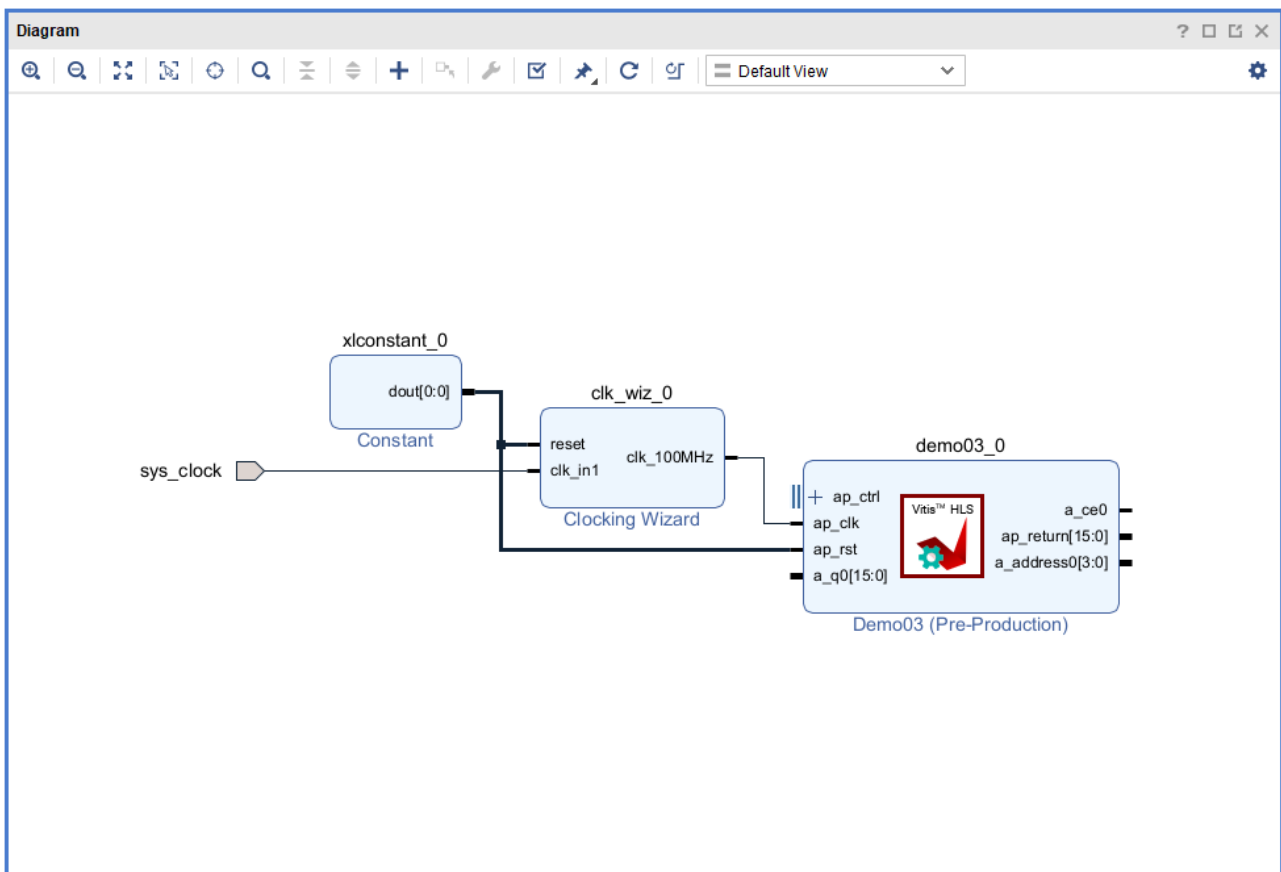 Diagram
Default View
xlconstant_0
dout[0:0]
Constant
sys_clock
clk_wiz_0
reset
clk_in1
clk_100MHz
Clocking Wizard
demo03_0
ap_ctrl
ap_clk
ap_rst
a_q0[15:0]
Vitis™ HLS
a_ce0
ap_return[15:0]
a_address0[3:0]
Demo03 (Pre-Production)